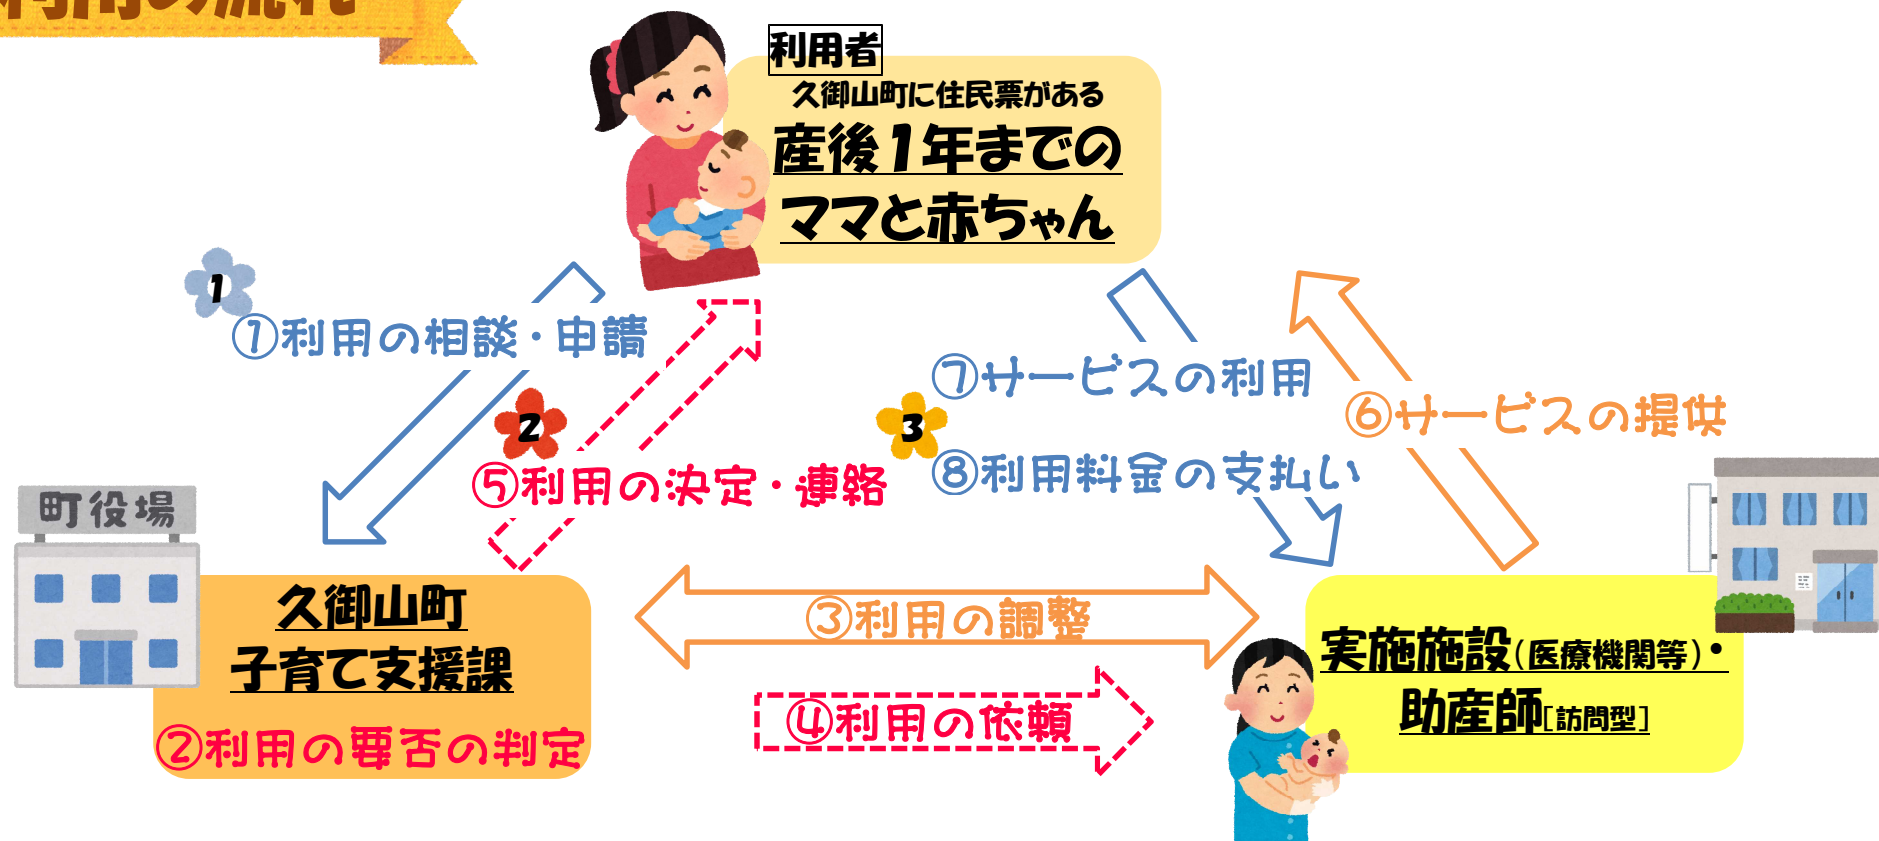 利用の流れ
利用者
久御山町に住民票がある
産後1年までの
ママと赤ちゃん
1
①利用の相談・申請
2
⑤利用の決定・連絡
3
⑦サービスの利用
⑧利用料金の支払い
⑥サービスの提供
町役場
久御山町
子育て支援課
②利用の要否の判定
③利用の調整
④利用の依頼
実施施設(医療機関等)・
助産師[訪問型]